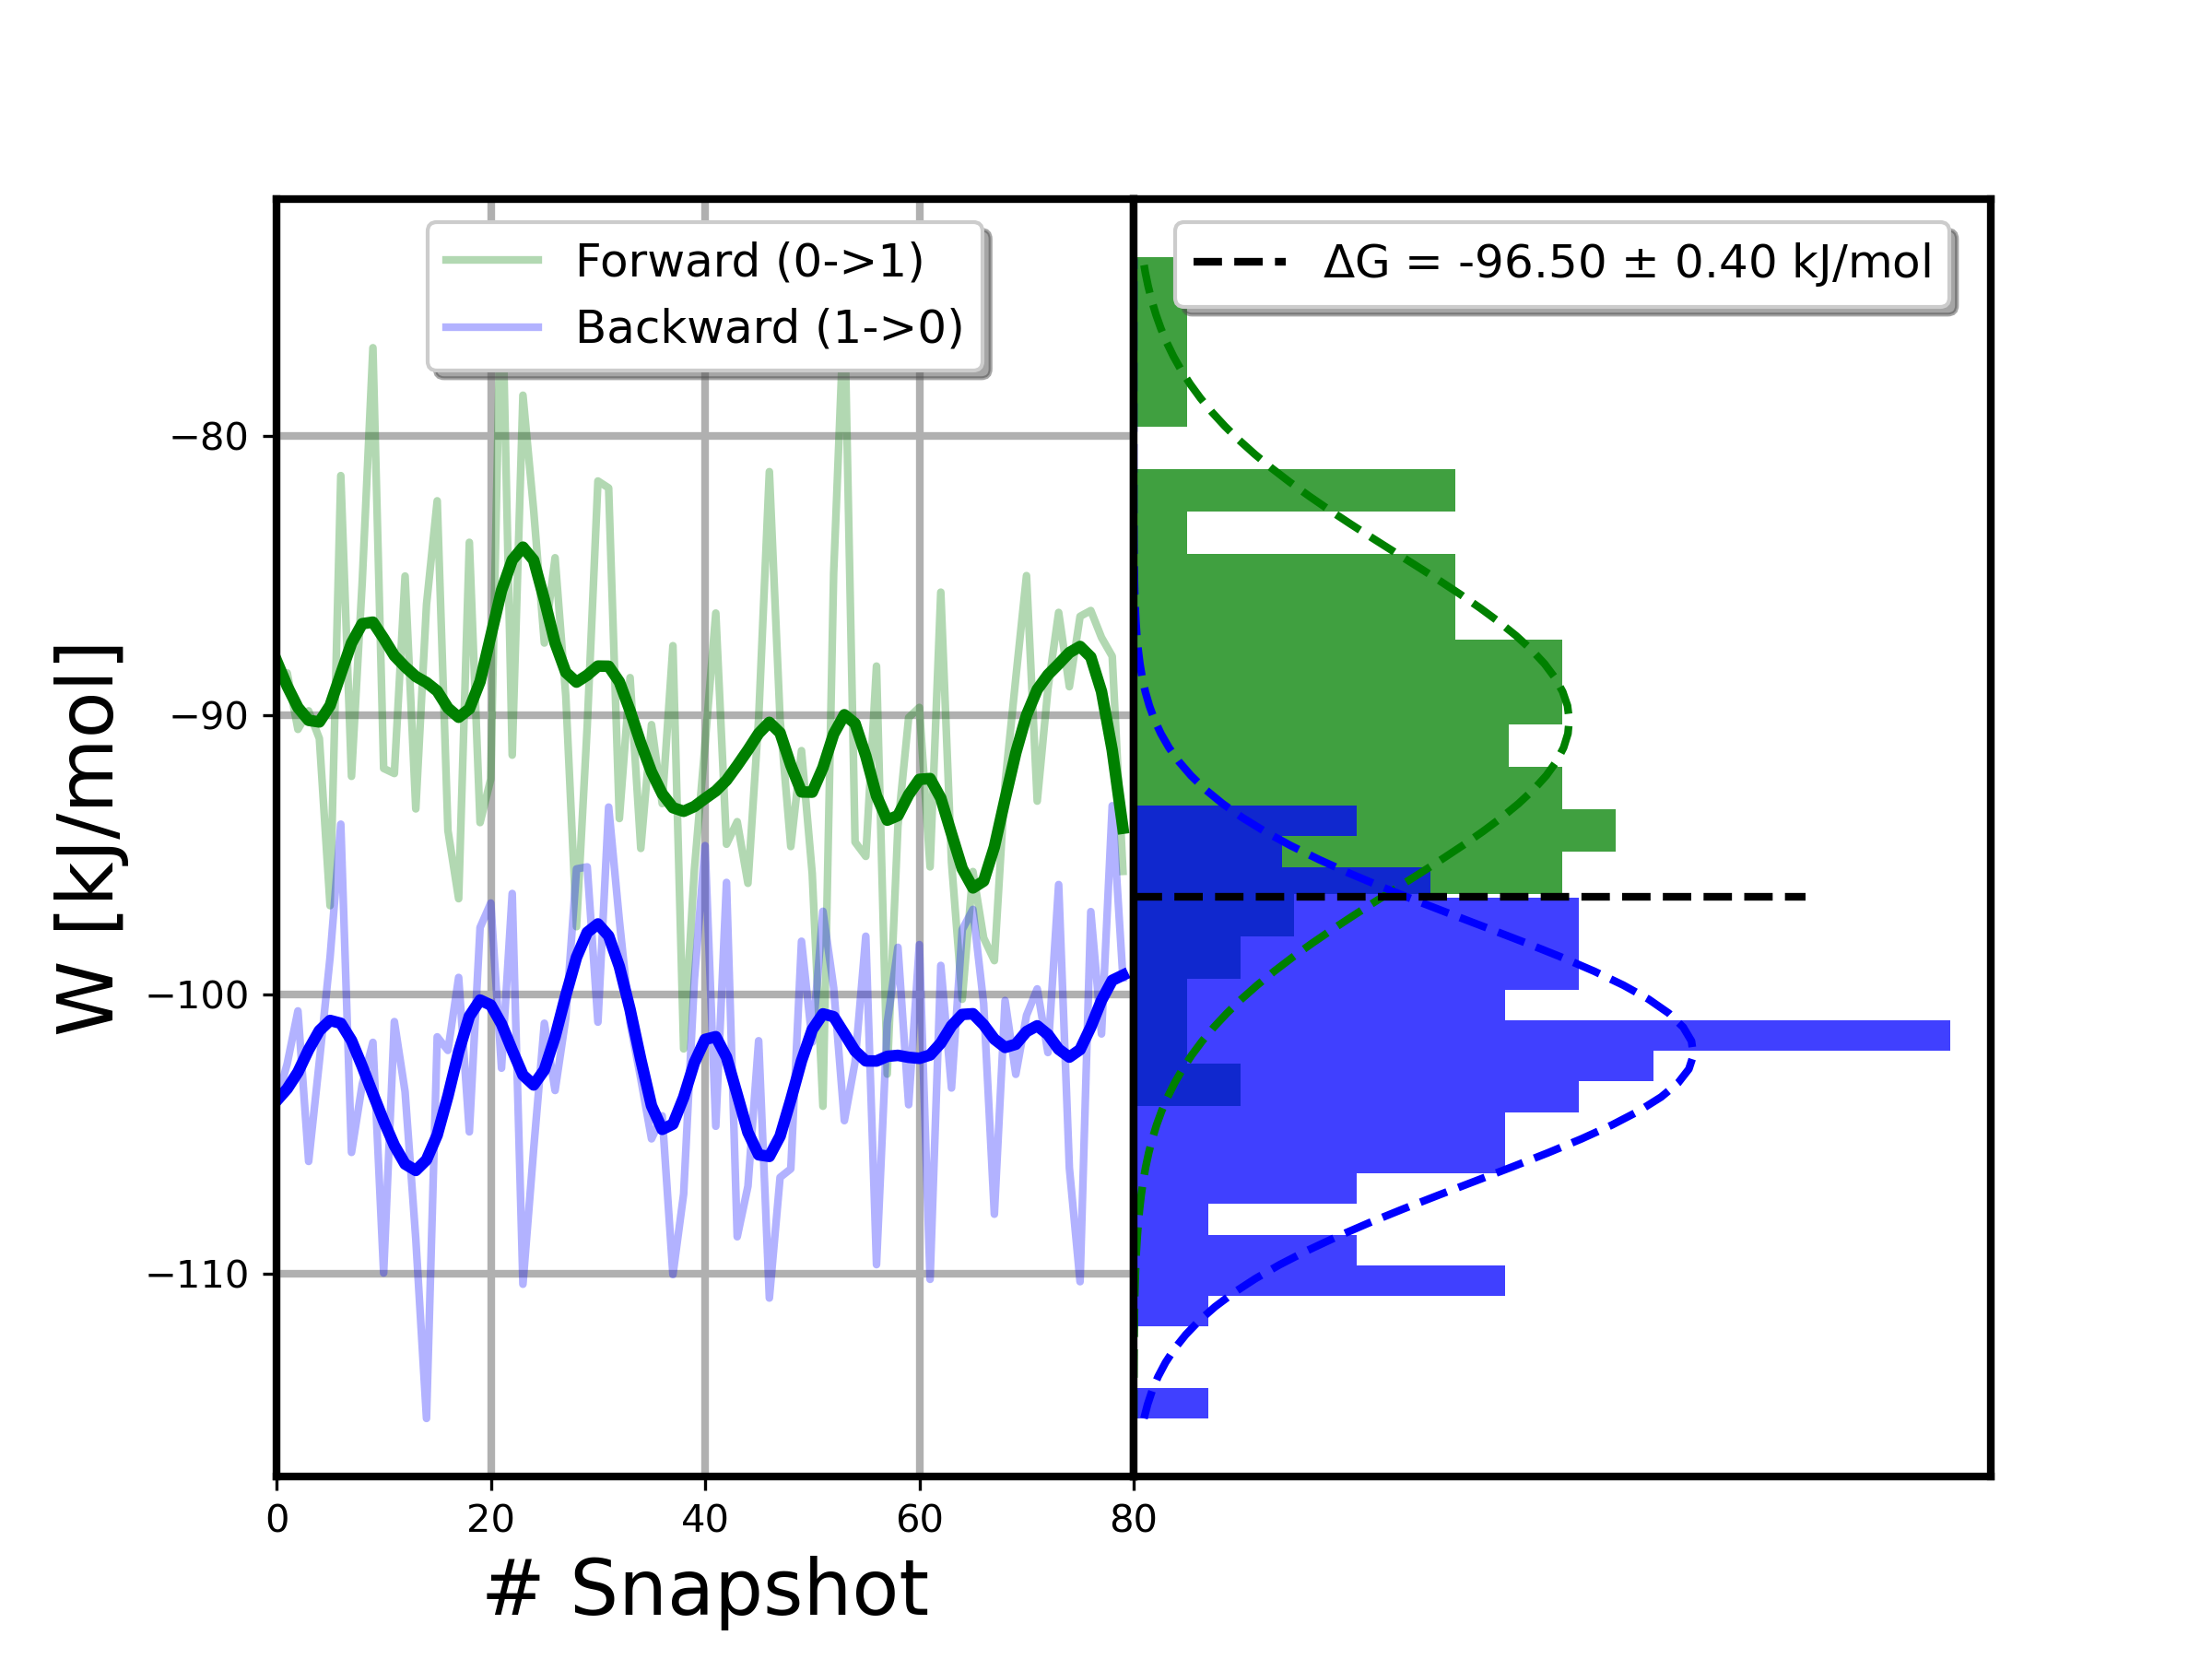 Forward (0->1)
Backward (1->0)
ΔG = -96.50 ± 0.40 kJ/mol
W [kJ/mol]
−80
−90
−100
−110
0 20 40 60 80
# Snapshot